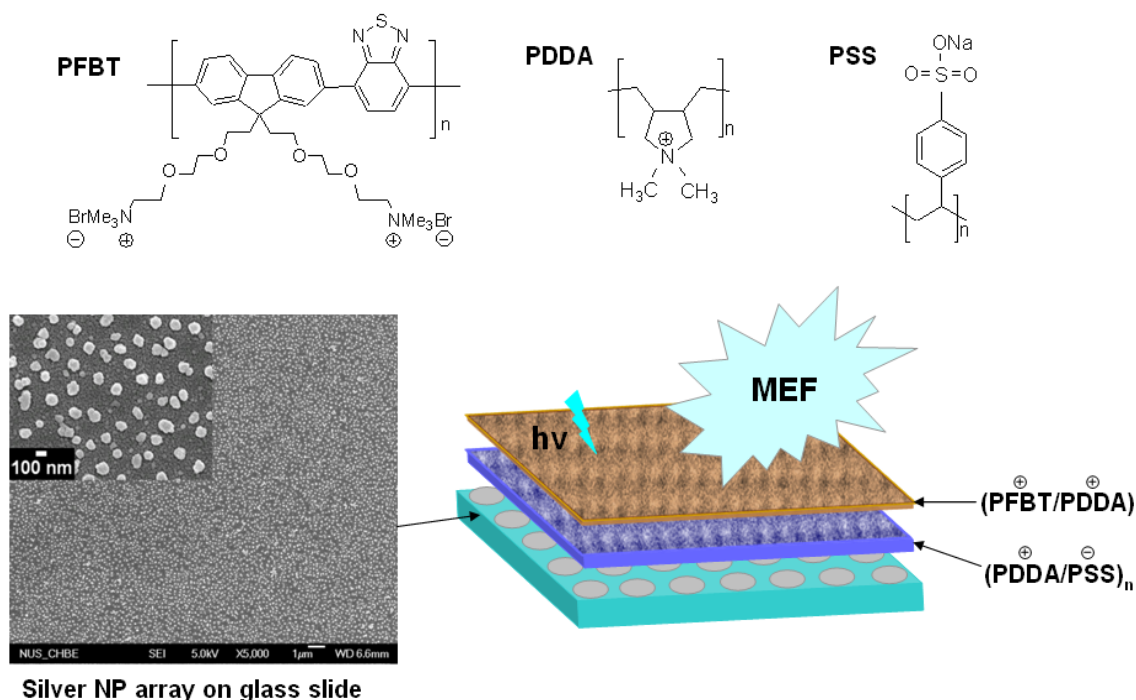 PFBT
S
N N
n
O
O
O
O
BrMe₃N
⊖ ⊕
NMe₃Br
⊕ ⊖
PDDA
n
⊕
N
H₃C CH₃
PSS
ONa
O=S=O
n
100 nm
NUS_CHBE SEI 5.0kV X5,000 1μm WD 6.6mm
Silver NP array on glass slide
hv
MEF
⊕ ⊕
(PFBT/PDDA)
⊕ ⊖
(PDDA/PSS)n